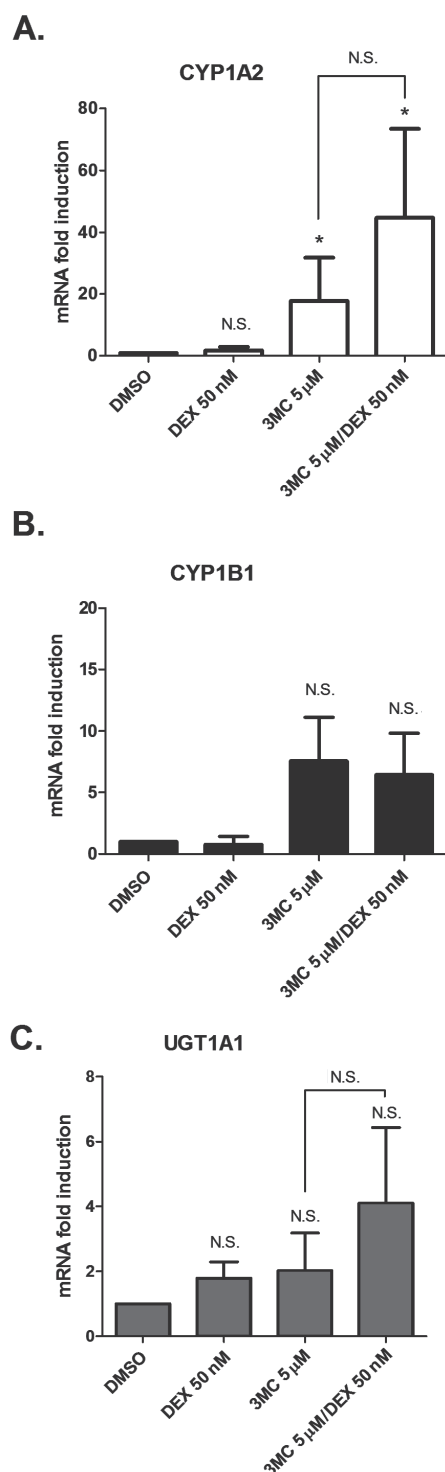 A.
CYP1A2
N.S.
mRNA fold induction
80
60
40
20
0
N.S.
*
*
DMSO
DEX 50 nM
3MC 5 μM
3MC 5 μM/DEX 50 nM
B.
CYP1B1
mRNA fold induction
20
15
10
5
0
N.S.
N.S.
DMSO
DEX 50 nM
3MC 5 μM
3MC 5 μM/DEX 50 nM
C.
UGT1A1
N.S.
mRNA fold induction
8
6
4
2
0
N.S.
N.S.
N.S.
DMSO
DEX 50 nM
3MC 5 μM
3MC 5 μM/DEX 50 nM